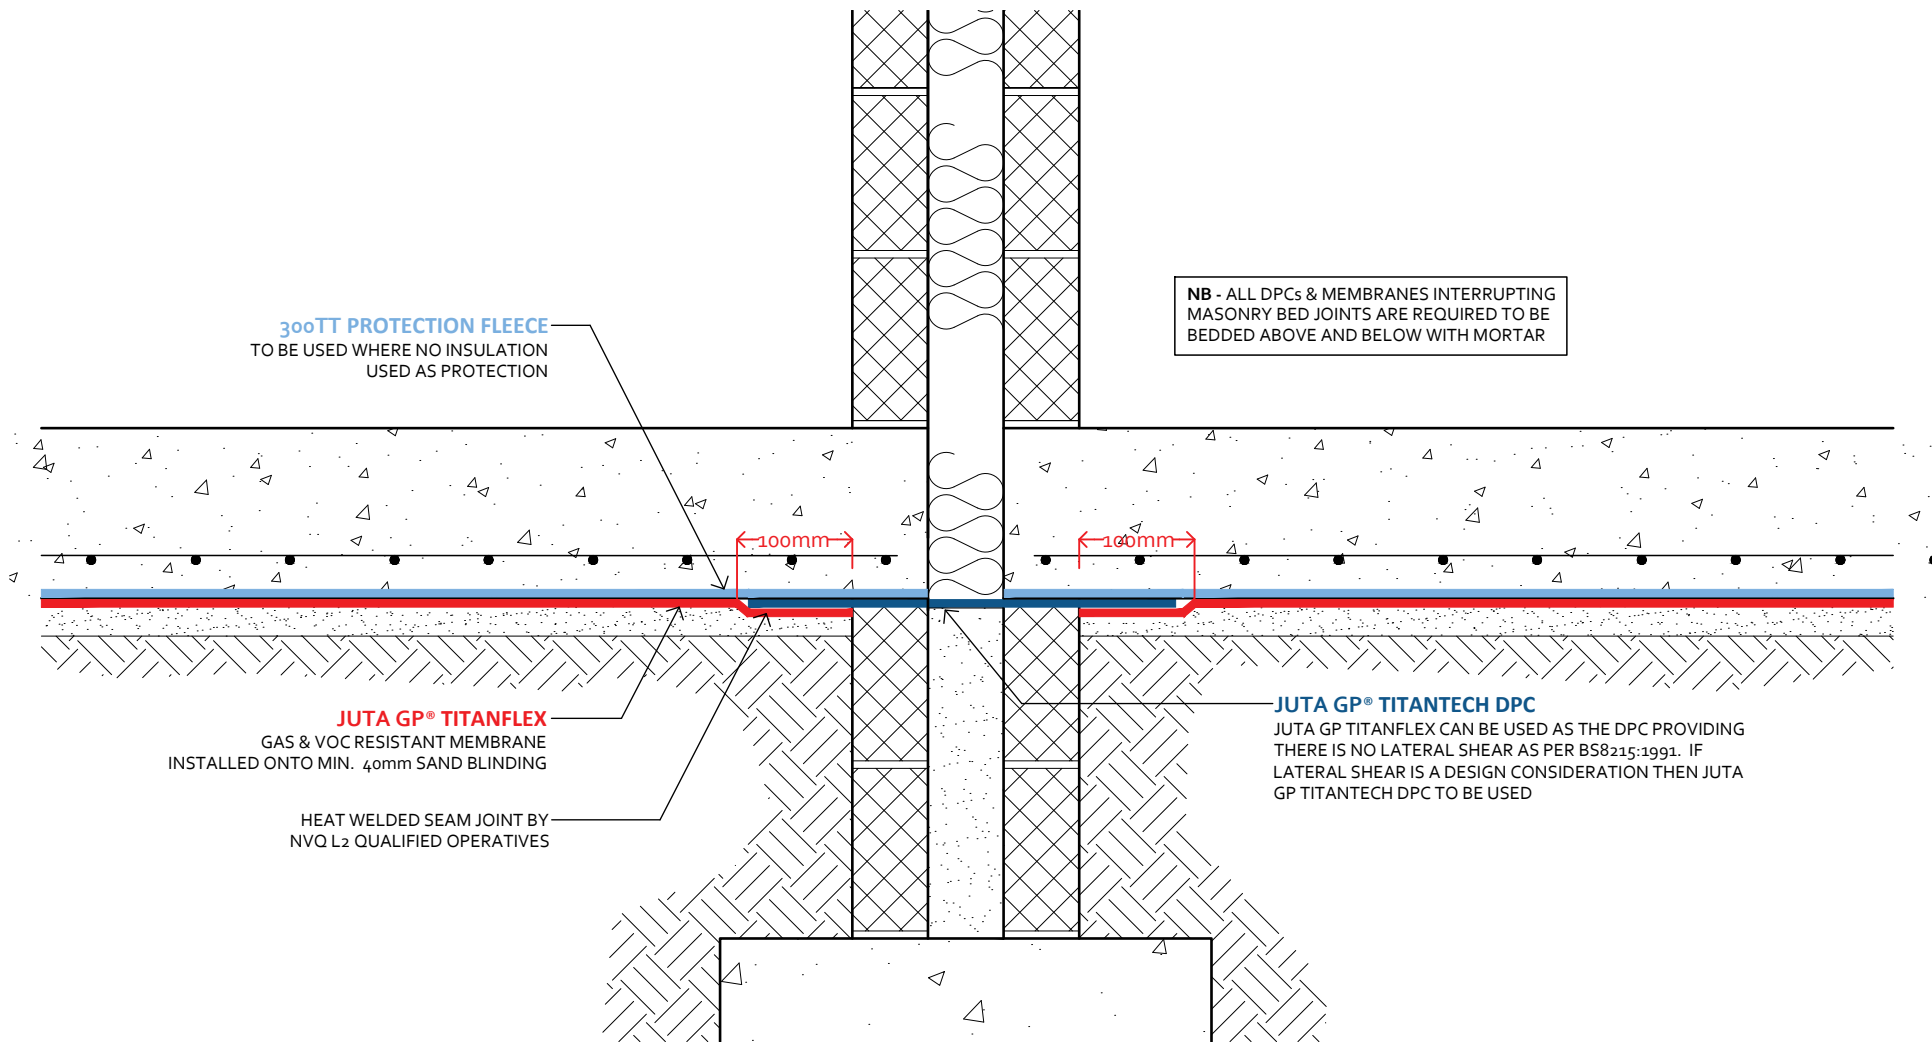 300TT PROTECTION FLEECE
TO BE USED WHERE NO INSULATION
USED AS PROTECTION
NB - ALL DPCs & MEMBRANES INTERRUPTING
MASONRY BED JOINTS ARE REQUIRED TO BE
BEDDED ABOVE AND BELOW WITH MORTAR
100mm
100mm
JUTA GP® TITANFLEX
GAS & VOC RESISTANT MEMBRANE
INSTALLED ONTO MIN. 40mm SAND BLINDING
HEAT WELDED SEAM JOINT BY
NVQ L2 QUALIFIED OPERATIVES
JUTA GP® TITANTECH DPC
JUTA GP TITANFLEX CAN BE USED AS THE DPC PROVIDING
THERE IS NO LATERAL SHEAR AS PER BS8215:1991. IF
LATERAL SHEAR IS A DESIGN CONSIDERATION THEN JUTA
GP TITANTECH DPC TO BE USED